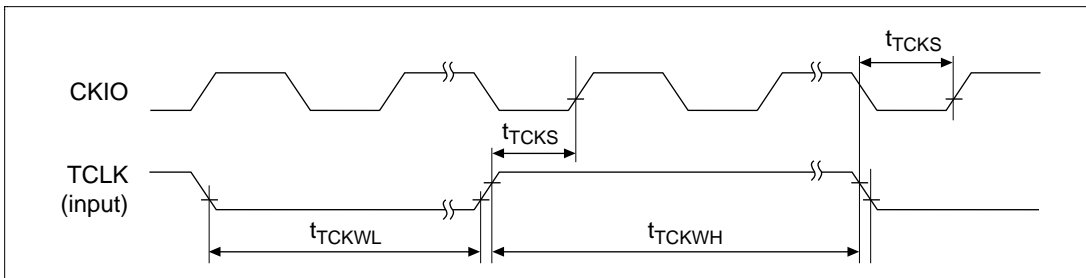 tTCKS
CKIO
tTCKS
TCLK
(input)
tTCKWL
tTCKWH